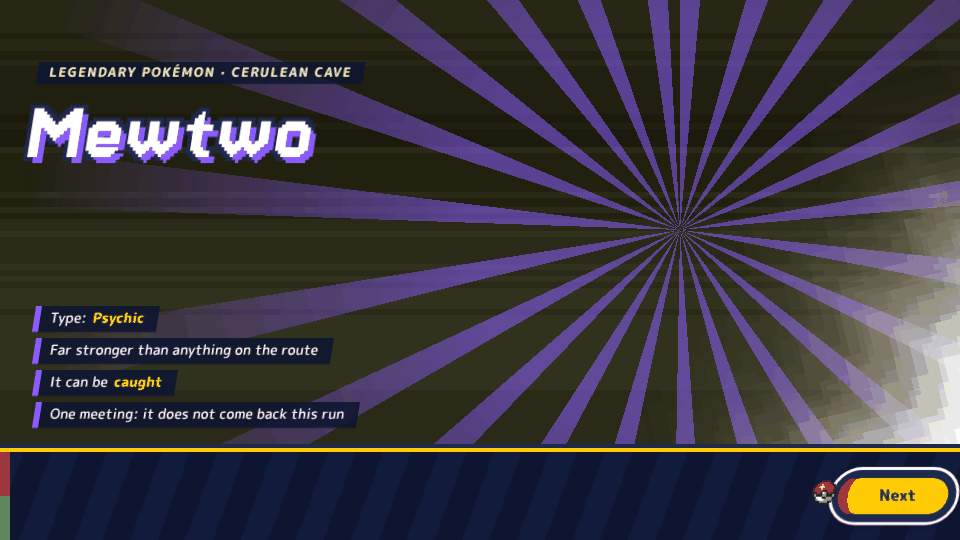 LEGENDARY POKÉMON · CERULEAN CAVE
Mewtwo
Type: Psychic
Far stronger than anything on the route
It can be caught
One meeting: it does not come back this run
Next